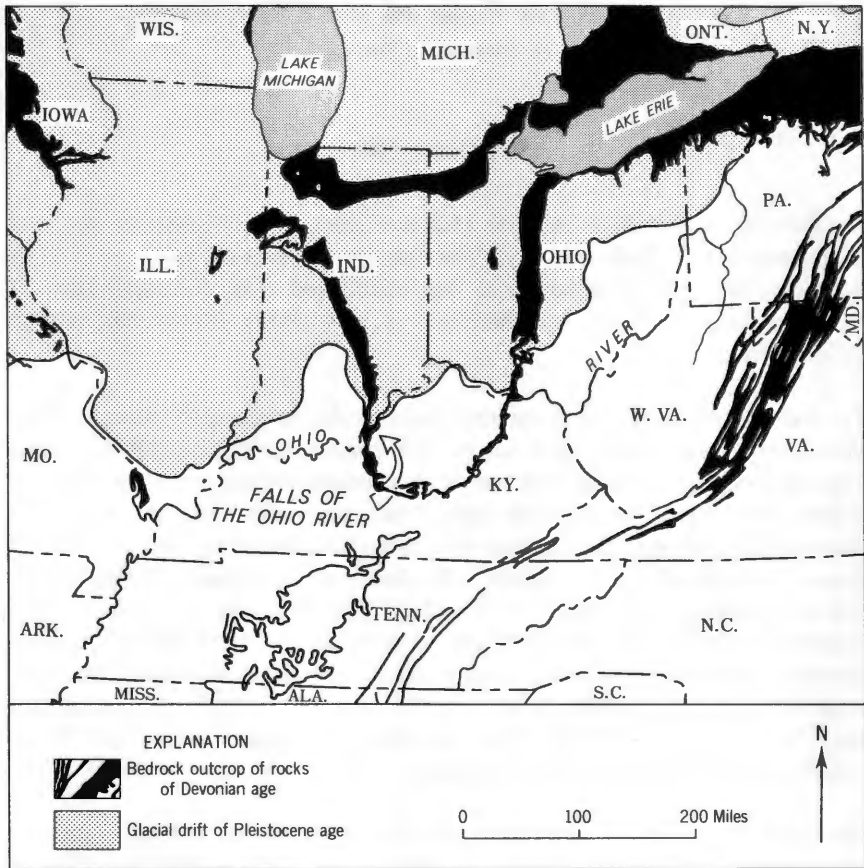 WIS.
MICH.
ONT.
N.Y.
LAKE
MICHIGAN
IOWA
LAKE ERIE
PA.
ILL.
IND.
OHIO
MD.
RIVER
W. VA.
VA.
MO.
OHIO
KY.
FALLS OF
THE OHIO RIVER
TENN.
N.C.
ARK.
MISS.
ALA.
S.C.
EXPLANATION
Bedrock outcrop of rocks
of Devonian age
Glacial drift of Pleistocene age
0 100 200 Miles
N